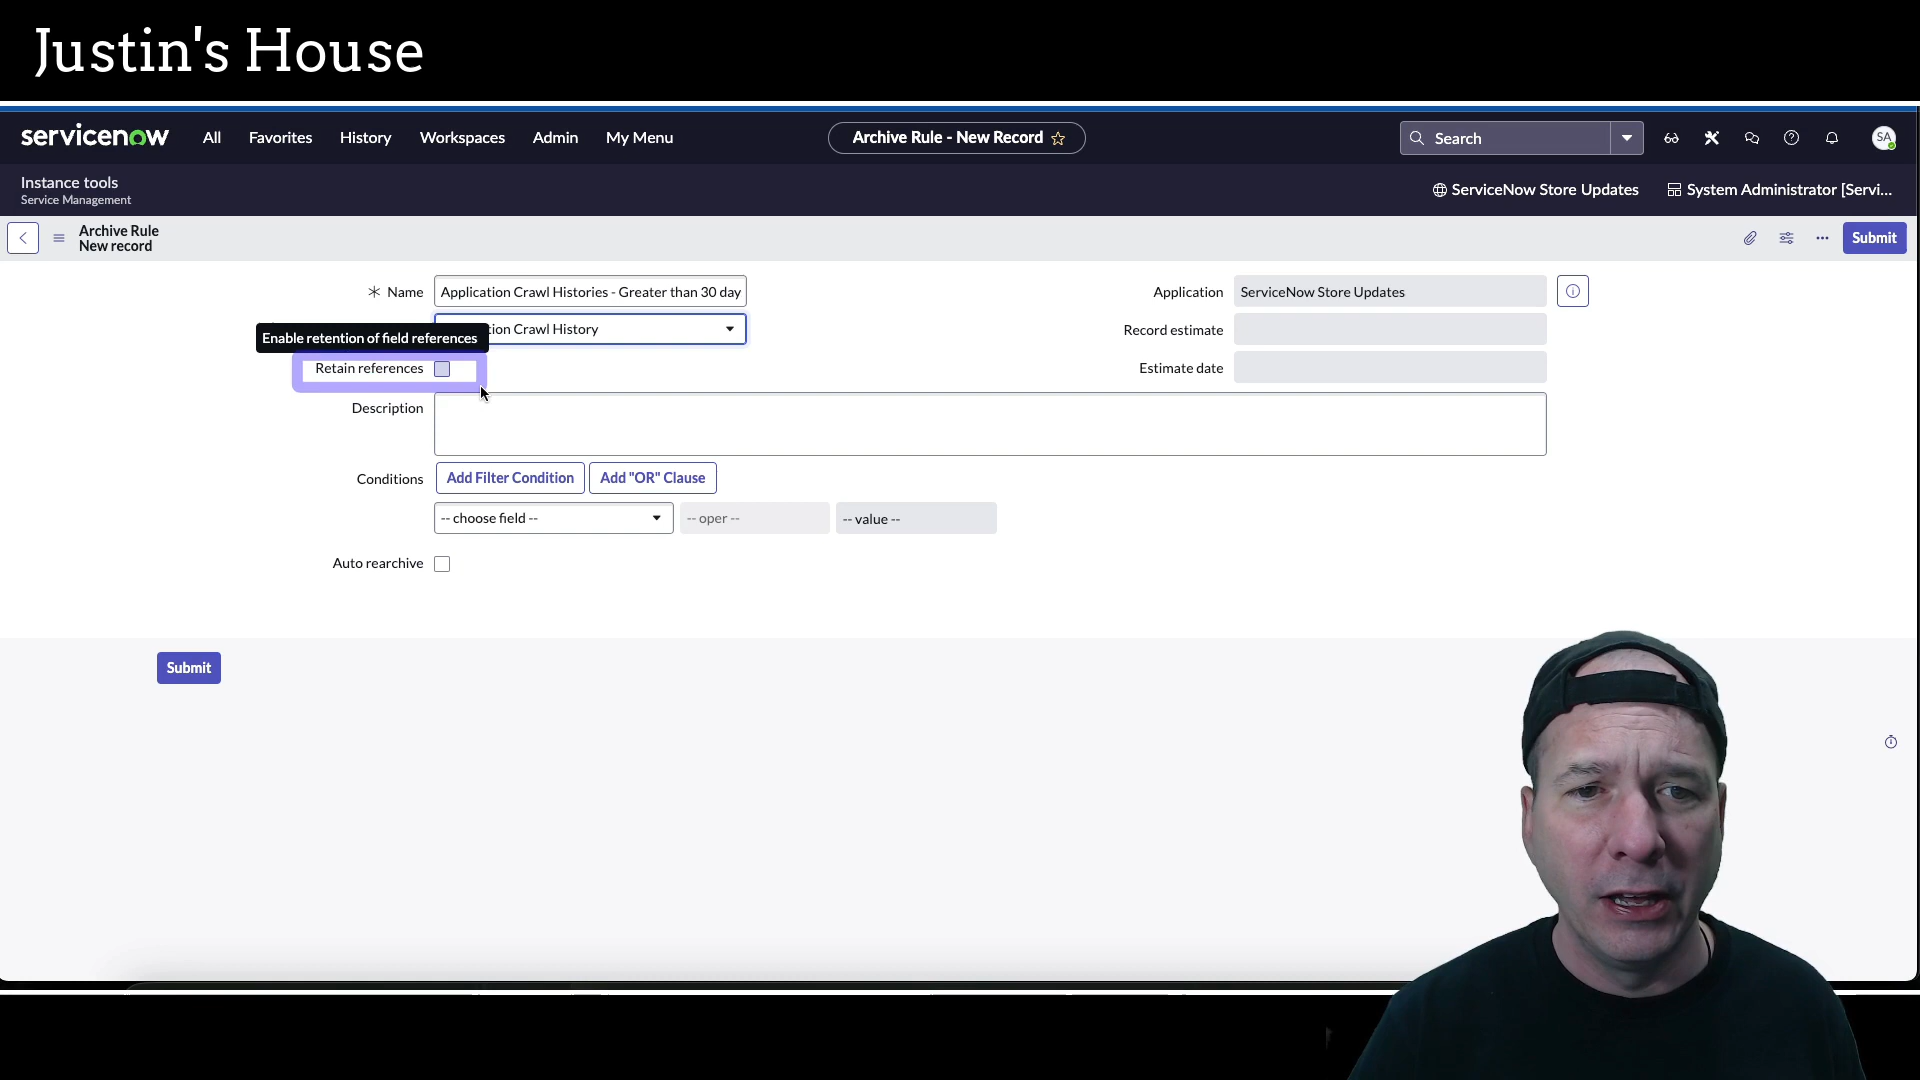 Justin's House
servicenow All Favorites History Workspaces Admin My Menu Archive Rule - New Record Search SA
Instance tools
Service Management
ServiceNow Store Updates System Administrator [Servi...
Archive Rule
New record
Submit
Name Application Crawl Histories - Greater than 30 day
Application ServiceNow Store Updates
Enable retention of field references
tion Crawl History
Record estimate
Retain references
Estimate date
Description
Conditions Add Filter Condition Add "OR" Clause
-- choose field -- -- oper -- -- value --
Auto rearchive
Submit